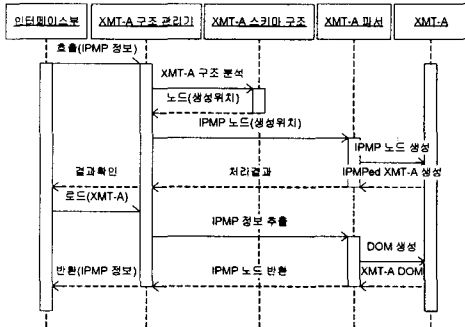 인터페이스부 XMT-A 구조 관리기 XMT-A 스키마 구조 XMT-A 파서 XMT-A
호출(IPMP 정보)
XMT-A 구조 분석
노드(생성위치)
IPMP 노드(생성위치)
IPMP 노드 생성
결과확인 처리결과 IPMPed XMT-A 생성
로드(XMT-A)
IPMP 정보 추출
DOM 생성
반환(IPMP 정보) IPMP 노드 반환 XMT-A DOM